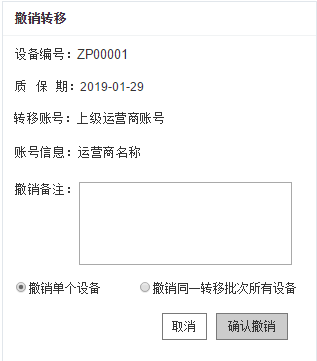 撤销转移
设备编号：ZP00001
质 保 期：2019-01-29
转移账号：上级运营商账号
账号信息：运营商名称
撤销备注：
撤销单个设备 撤销同一转移批次所有设备
取消 确认撤销